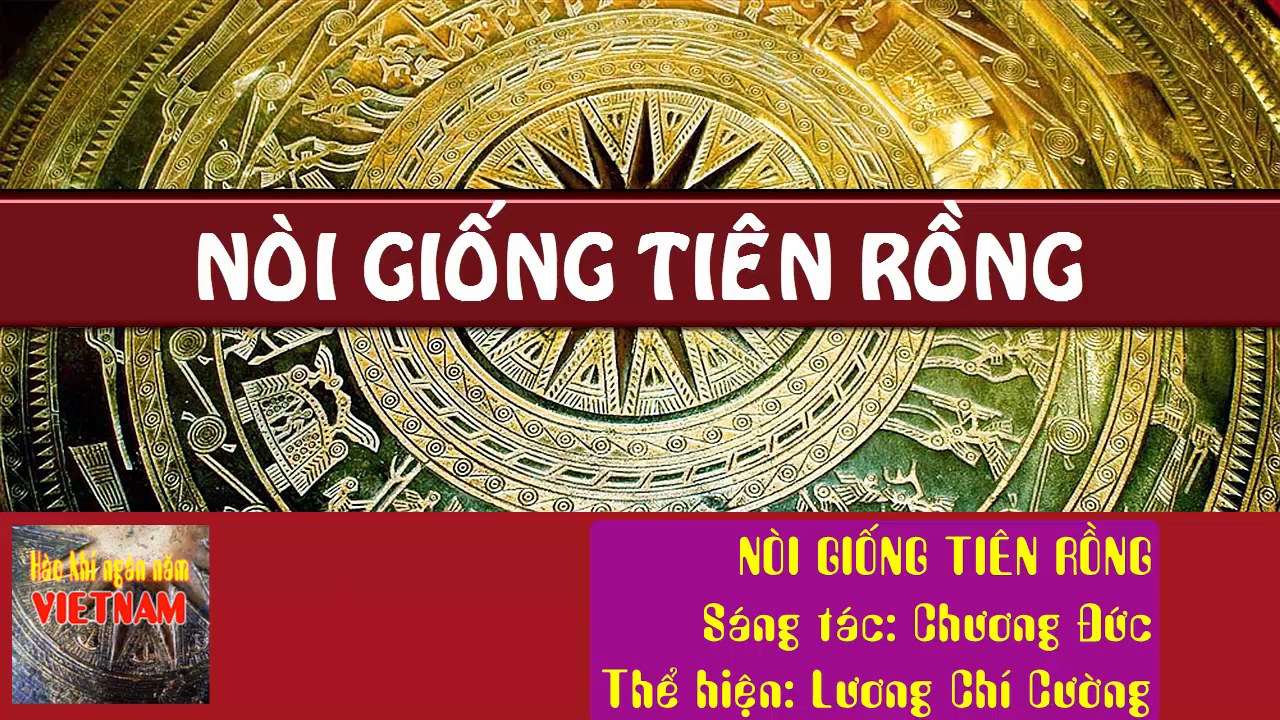 NÒI GIỐNG TIÊN RỒNG
Hào khí ngàn năm
VIETNAM
NÒI GIỐNG TIÊN RỒNG
Sáng tác: Chương Đức
Thể hiện: Lương Chí Cường